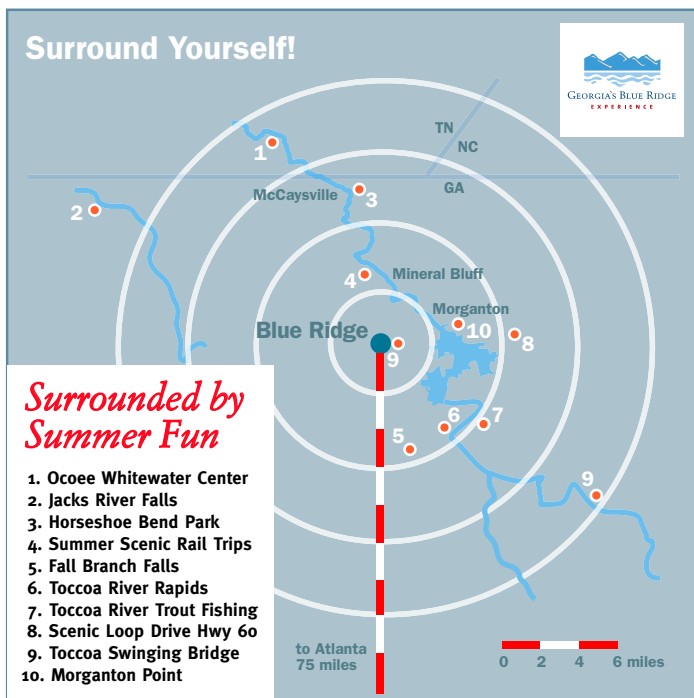 Surround Yourself!
GEORGIA'S BLUE RIDGE
EXPERIENCE
TN
NC
GA
1
McCaysville
3
2
4
Mineral Bluff
Morganton
10
8
Blue Ridge
9
6
7
5
9
Surrounded by
Summer Fun
1. Ocoee Whitewater Center
2. Jacks River Falls
3. Horseshoe Bend Park
4. Summer Scenic Rail Trips
5. Fall Branch Falls
6. Toccoa River Rapids
7. Toccoa River Trout Fishing
8. Scenic Loop Drive Hwy 60
9. Toccoa Swinging Bridge
10. Morganton Point
to Atlanta
75 miles
0 2 4 6 miles